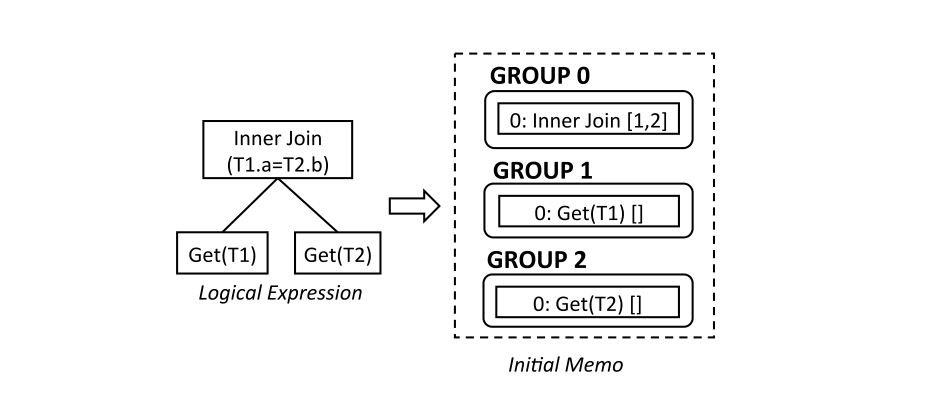 Inner Join
(T1.a=T2.b)
Get(T1)
Get(T2)
Logical Expression
GROUP 0
0: Inner Join [1,2]
GROUP 1
0: Get(T1) []
GROUP 2
0: Get(T2) []
Initial Memo